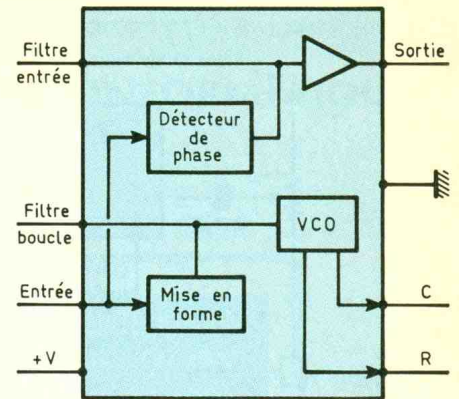 Filtre
entrée
Sortie
Détecteur
de
phase
Filtre
boucle
VCO
Entrée
Mise en
forme
C
+V
R